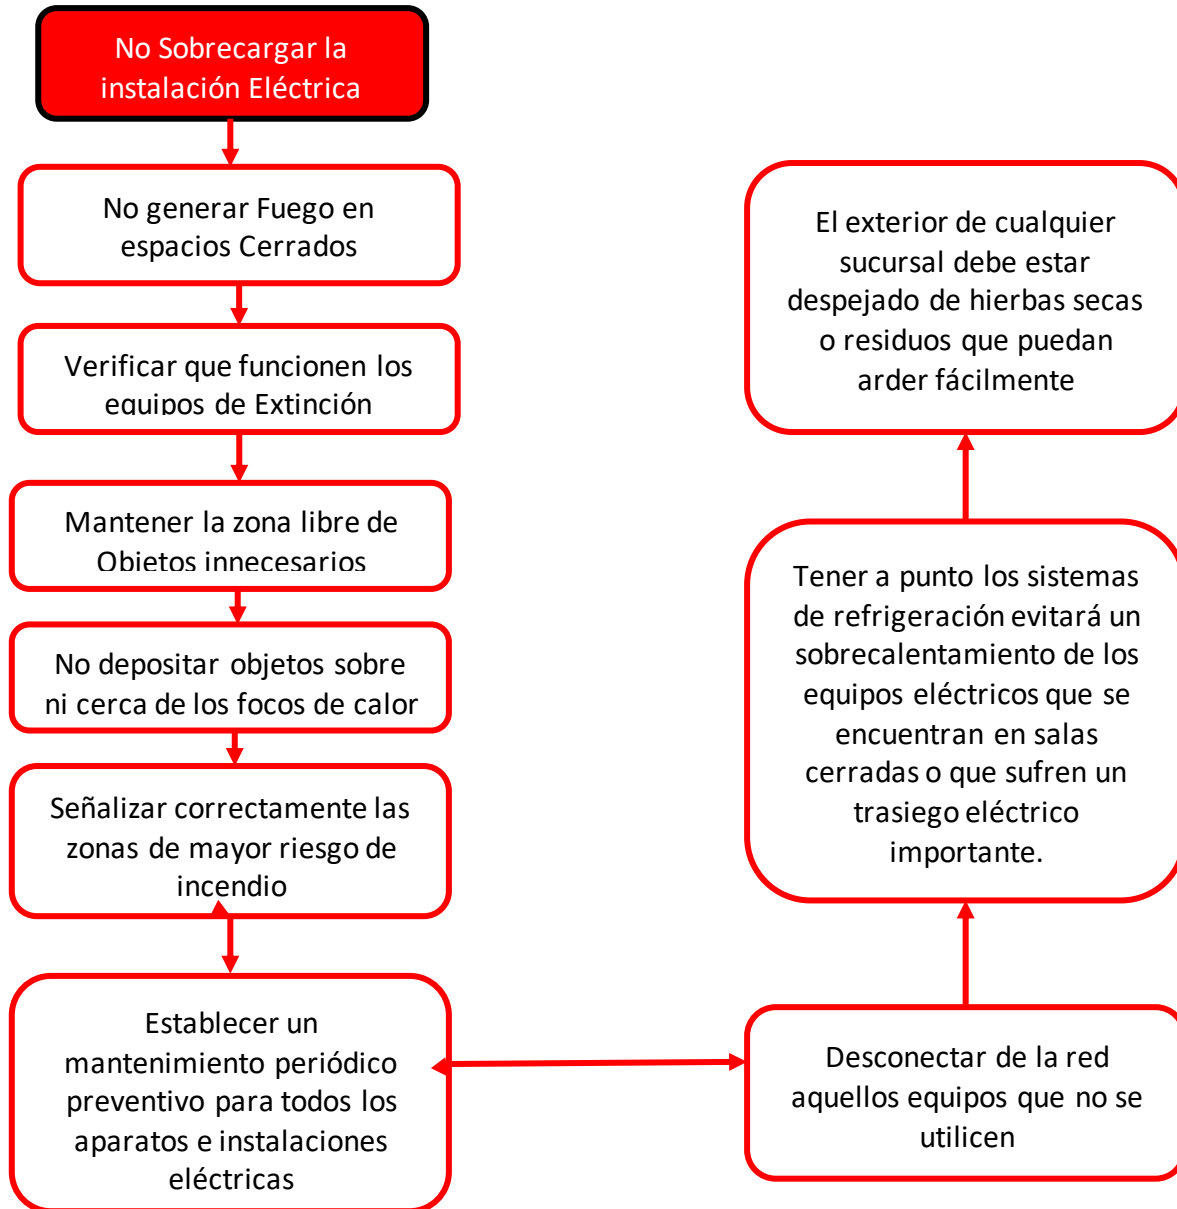 No Sobrecargar la
instalación Eléctrica
No generar Fuego en
espacios Cerrados
Verificar que funcionen los
equipos de Extinción
Mantener la zona libre de
Objetos innecesarios
No depositar objetos sobre
ni cerca de los focos de calor
Señalizar correctamente las
zonas de mayor riesgo de
incendio
Establecer un
mantenimiento periódico
preventivo para todos los
aparatos e instalaciones
eléctricas
Desconectar de la red
aquellos equipos que no se
utilicen
Tener a punto los sistemas
de refrigeración evitará un
sobrecalentamiento de los
equipos eléctricos que se
encuentran en salas
cerradas o que sufren un
trasiego eléctrico
importante.
El exterior de cualquier
sucursal debe estar
despejado de hierbas secas
o residuos que puedan
arder fácilmente